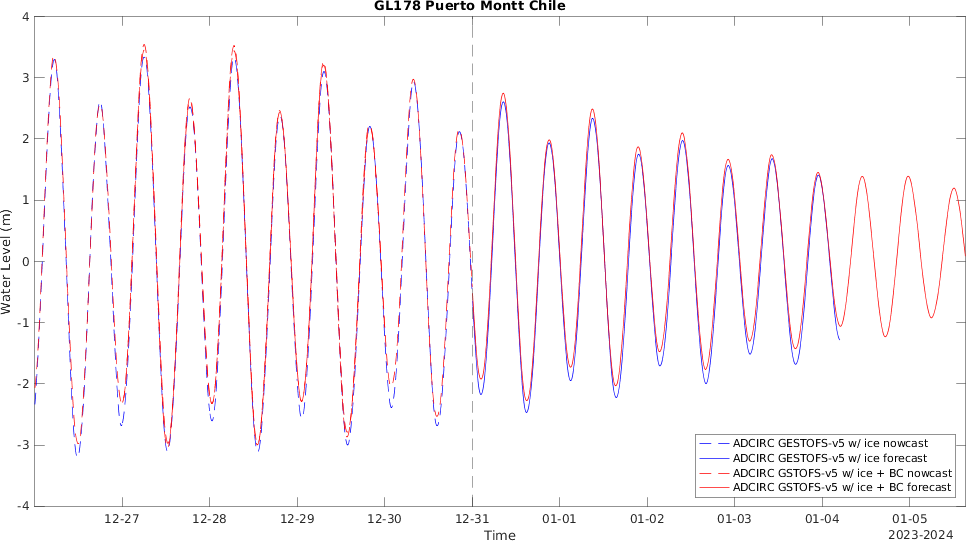 GL178 Puerto Montt Chile
4
3
2
1
0
-1
-2
-3
-4
Water Level (m)
ADCIRC GESTOFS-v5 w/ ice nowcast
ADCIRC GESTOFS-v5 w/ ice forecast
ADCIRC GSTOFS-v5 w/ ice + BC nowcast
ADCIRC GSTOFS-v5 w/ ice + BC forecast
12-27 12-28 12-29 12-30 12-31 01-01 01-02 01-03 01-04 01-05
Time
2023-2024